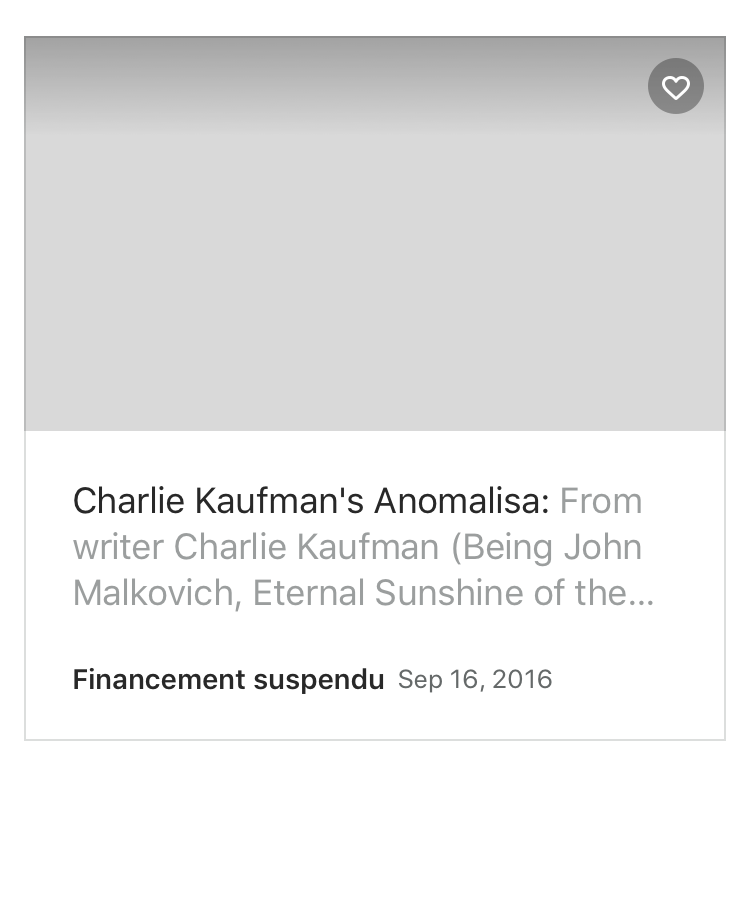 Charlie Kaufman's Anomalisa: From
writer Charlie Kaufman (Being John
Malkovich, Eternal Sunshine of the...
Financement suspendu Sep 16, 2016